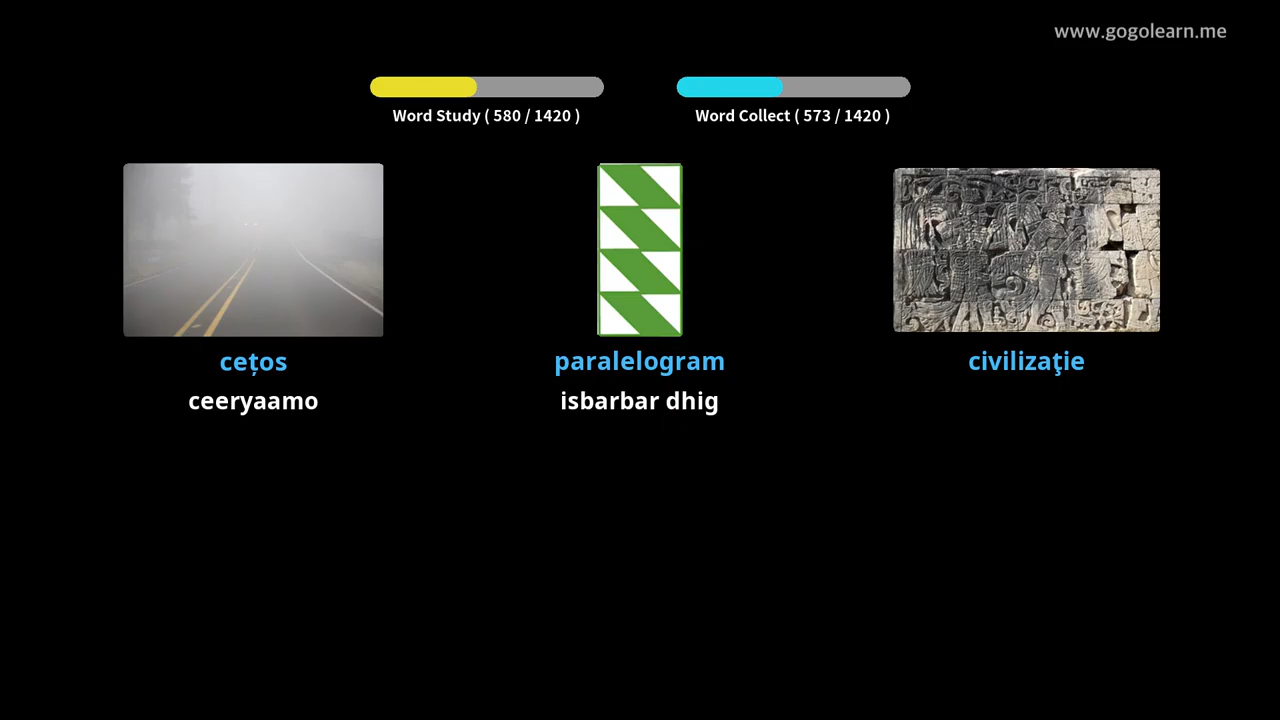 www.gogolearn.me
Word Study ( 580 / 1420 )
Word Collect ( 573 / 1420 )
cețos
paralelogram
civilizaţie
ceeryaamo
isbarbar dhig